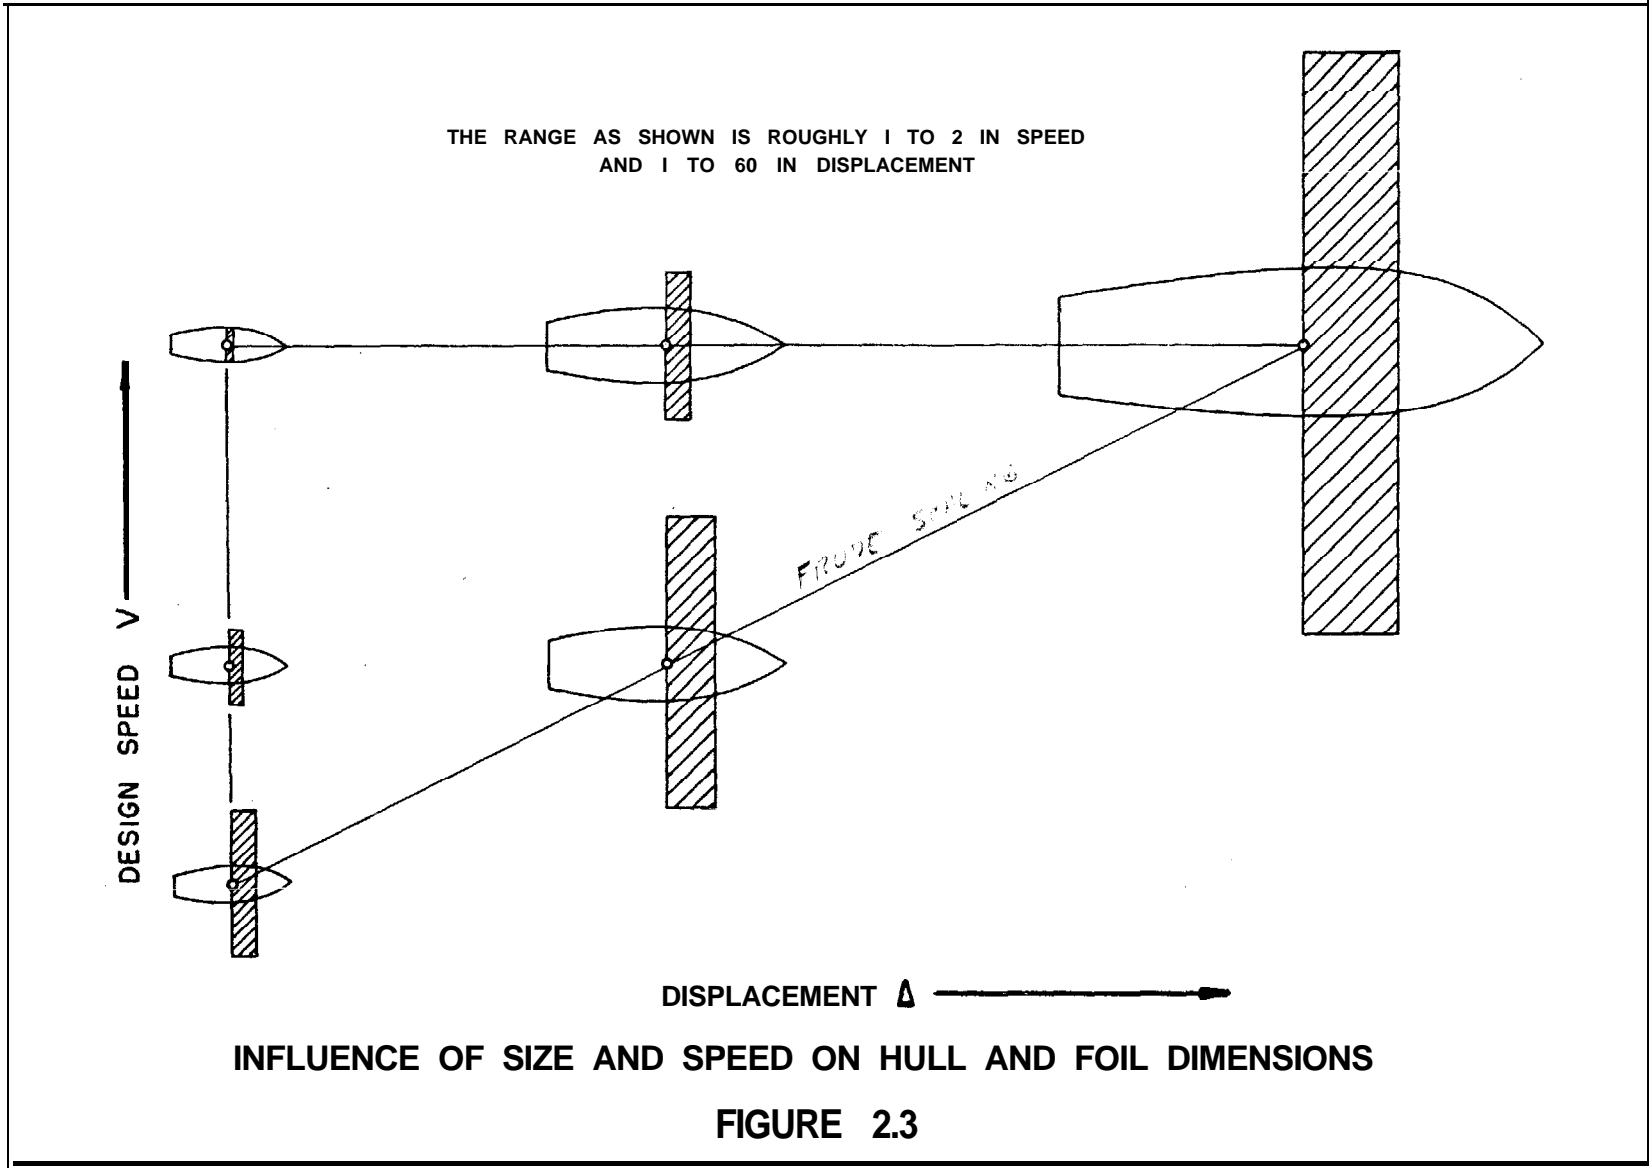 THE RANGE AS SHOWN IS ROUGHLY I TO 2 IN SPEED
AND I TO 60 IN DISPLACEMENT
FRUDE
DESIGN SPEED V
DISPLACEMENT Δ
INFLUENCE OF SIZE AND SPEED ON HULL AND FOIL DIMENSIONS
FIGURE 2.3